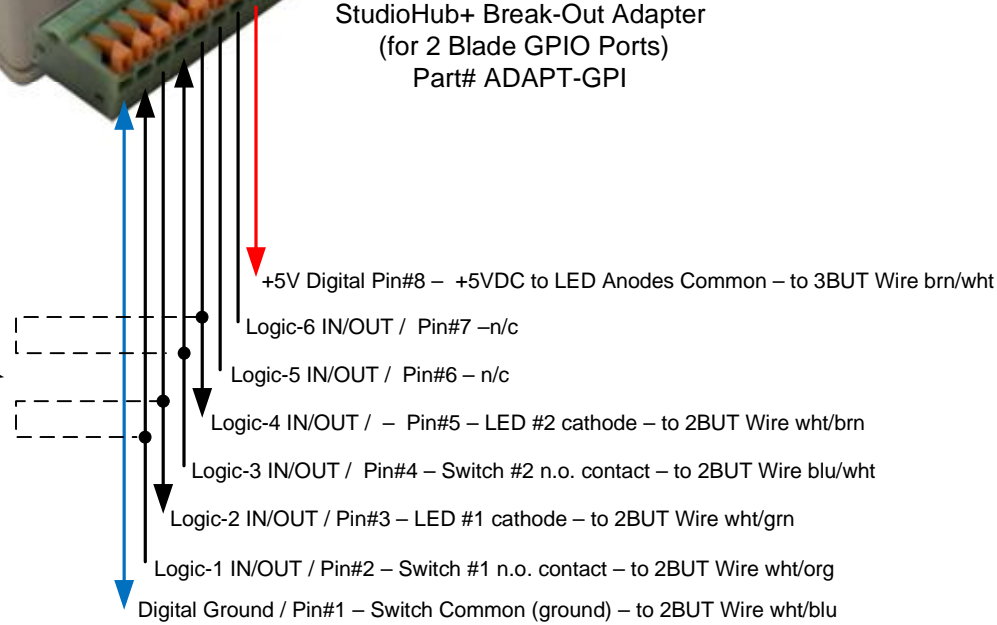 StudioHub+ Break-Out Adapter
(for 2 Blade GPIO Ports)
Part# ADAPT-GPI
+5V Digital Pin#8 – +5VDC to LED Anodes Common – to 3BUT Wire brn/wht
Logic-6 IN/OUT / Pin#7 –n/c
Logic-5 IN/OUT / Pin#6 – n/c
Logic-4 IN/OUT / – Pin#5 – LED #2 cathode – to 2BUT Wire wht/brn
Logic-3 IN/OUT / Pin#4 – Switch #2 n.o. contact – to 2BUT Wire blu/wht
Logic-2 IN/OUT / Pin#3 – LED #1 cathode – to 2BUT Wire wht/grn
Logic-1 IN/OUT / Pin#2 – Switch #1 n.o. contact – to 2BUT Wire wht/org
Digital Ground / Pin#1 – Switch Common (ground) – to 2BUT Wire wht/blu